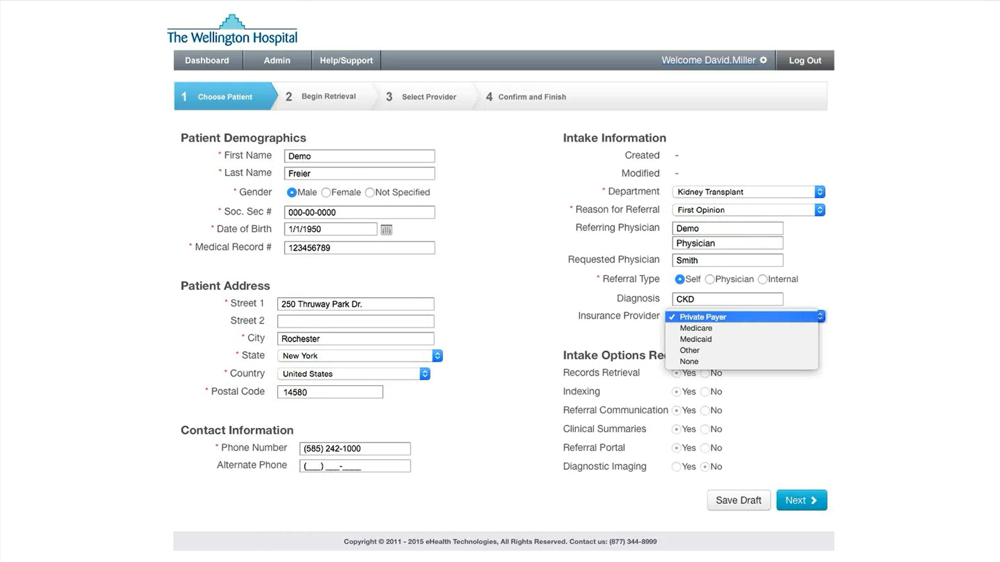 The Wellington Hospital
Dashboard Admin Help/Support Welcome David.Miller Log Out
1 Choose Patient 2 Begin Retrieval 3 Select Provider 4 Confirm and Finish
Patient Demographics
* First Name Demo
* Last Name Freier
* Gender Male Female Not Specified
* Soc. Sec # 000-00-0000
* Date of Birth 1/1/1950
* Medical Record # 123456789
Patient Address
* Street 1 250 Thruway Park Dr.
Street 2
* City Rochester
* State New York
* Country United States
* Postal Code 14580
Contact Information
* Phone Number (585) 242-1000
Alternate Phone (___) ___-____
Intake Information
Created -
Modified -
* Department Kidney Transplant
* Reason for Referral First Opinion
Referring Physician Demo
Physician
Requested Physician Smith
* Referral Type Self Physician Internal
Diagnosis CKD
Insurance Provider ✓ Private Payer
Medicare
Medicaid
Other
None
Intake Options Re
Records Retrieval Yes No
Indexing Yes No
Referral Communication Yes No
Clinical Summaries Yes No
Referral Portal Yes No
Diagnostic Imaging Yes No
Save Draft Next
Copyright © 2011 - 2015 eHealth Technologies, All Rights Reserved. Contact us: (877) 344-8999